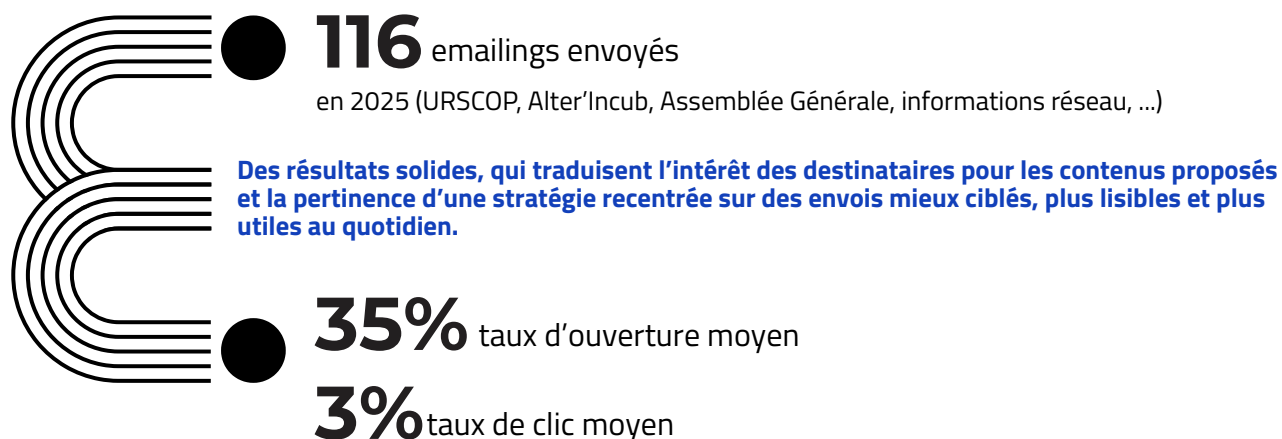 116 emailings envoyés
en 2025 (URSCOP, Alter’Incub, Assemblée Générale, informations réseau, ...)
Des résultats solides, qui traduisent l’intérêt des destinataires pour les contenus proposés
et la pertinence d’une stratégie recentrée sur des envois mieux ciblés, plus lisibles et plus
utiles au quotidien.
35% taux d’ouverture moyen
3% taux de clic moyen